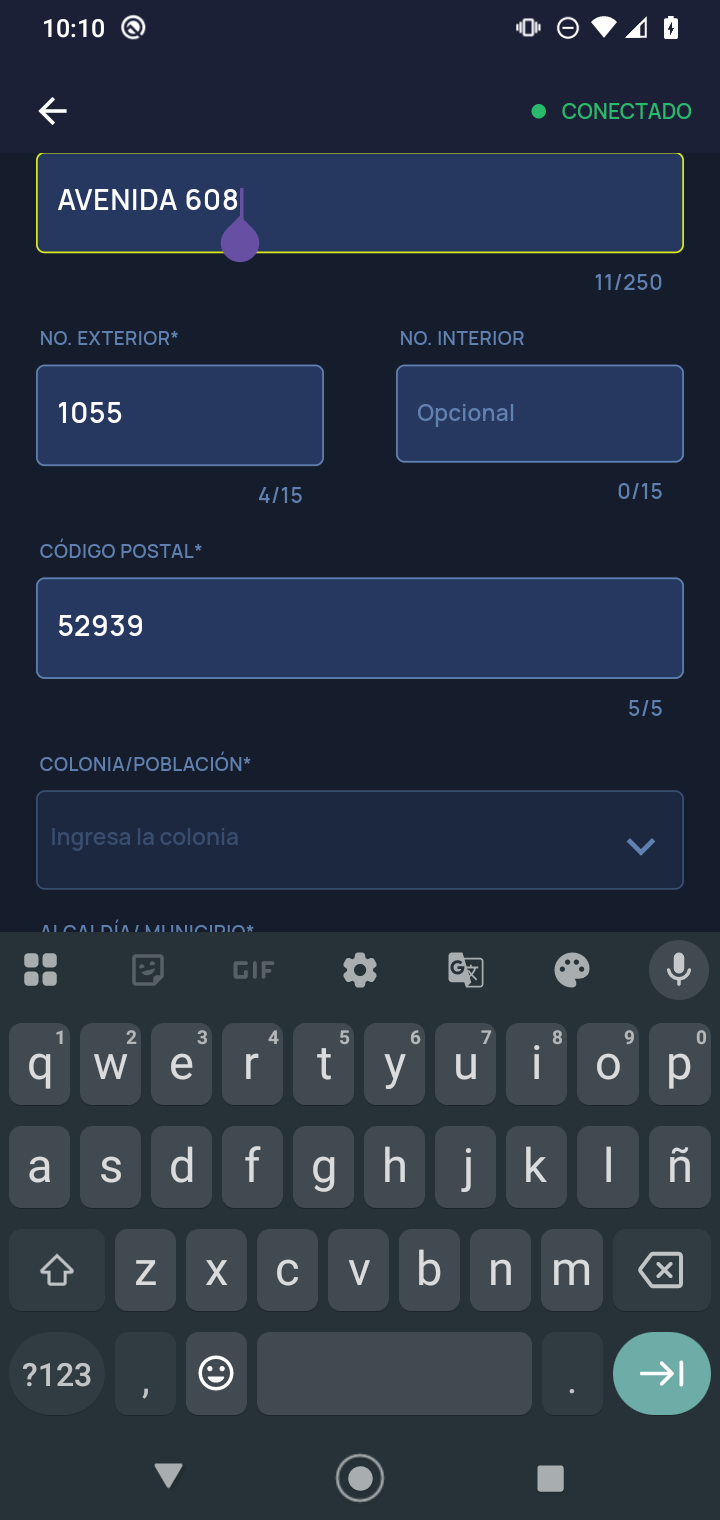 10:10
CONECTADO
AVENIDA 608
11/250
NO. EXTERIOR* NO. INTERIOR
1055 Opcional
4/15 0/15
CÓDIGO POSTAL*
52939
5/5
COLONIA/POBLACIÓN*
Ingresa la colonia
ALCALDÍA/ MUNICIPIO*
GIF G
1 2 3 4 5 6 7 8 9 0
q w e r t y u i o p
a s d f g h j k l ñ
z x c v b n m
?123 , .